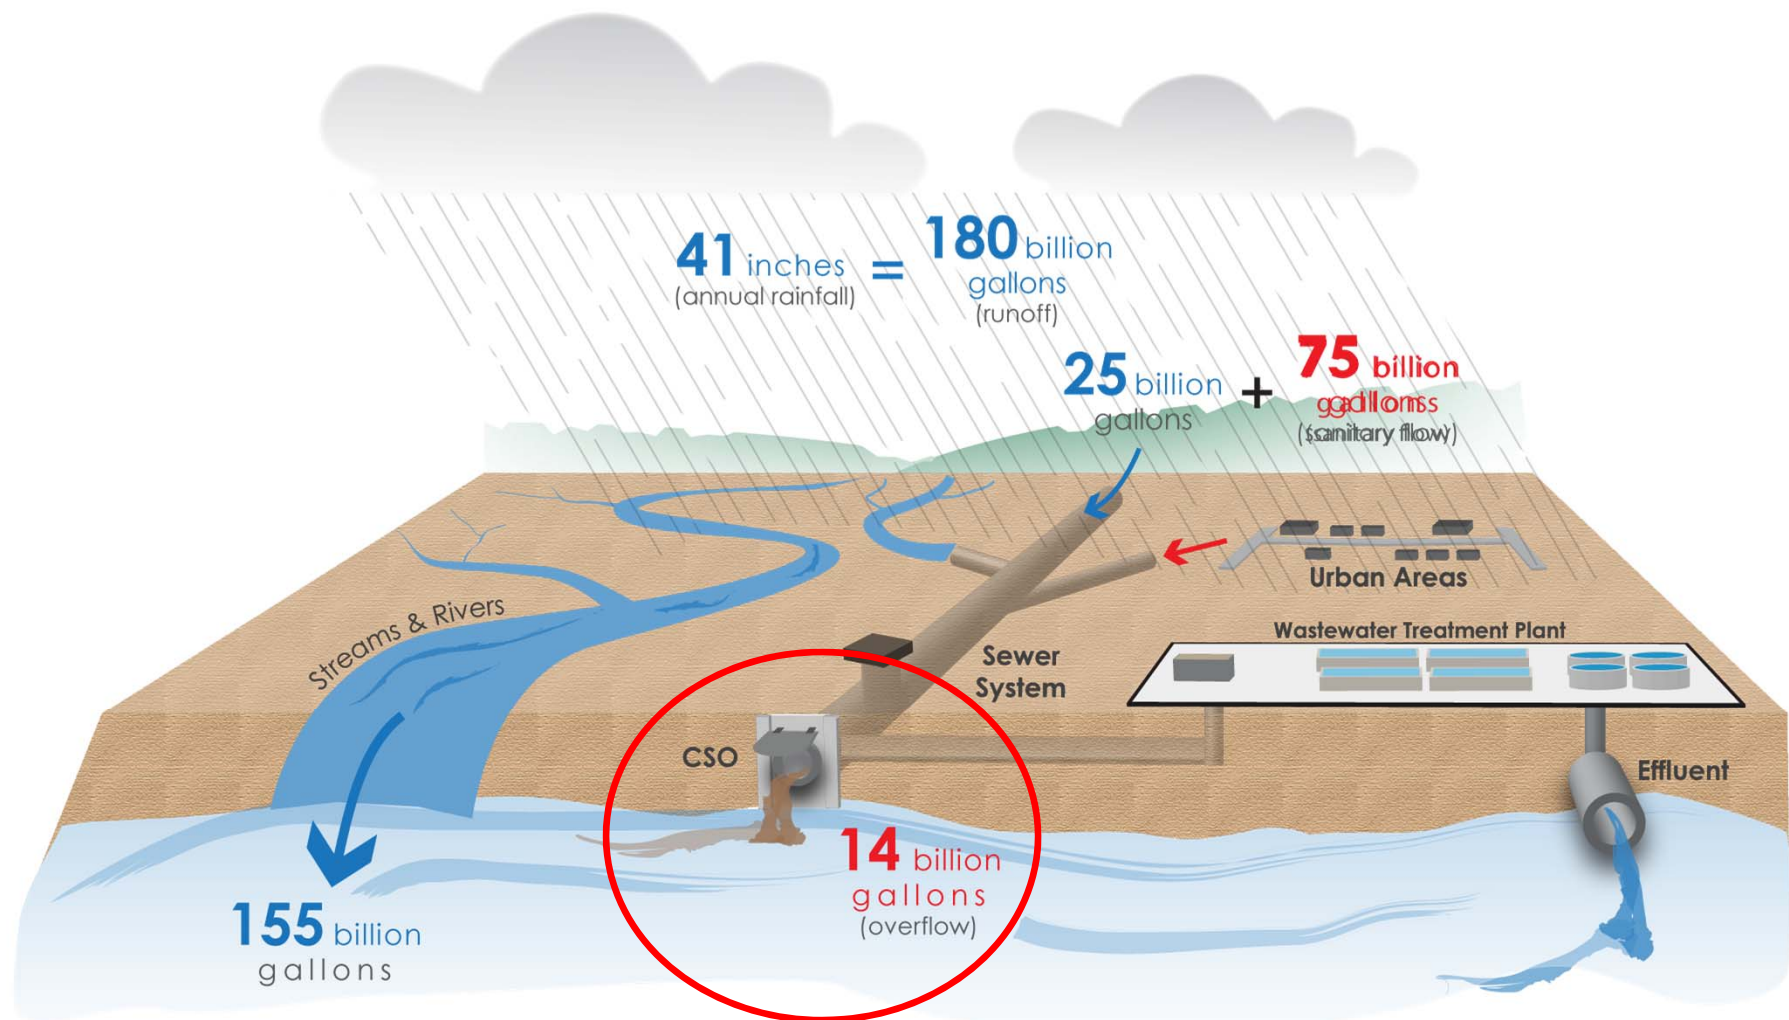 41 inches
(annual rainfall)
=
180 billion
gallons
(runoff)
25 billion
gallons
+
75 billion
gallons
(sanitary flow)
Urban Areas
Streams & Rivers
Wastewater Treatment Plant
Sewer
System
CSO
Effluent
14 billion
gallons
(overflow)
155 billion
gallons